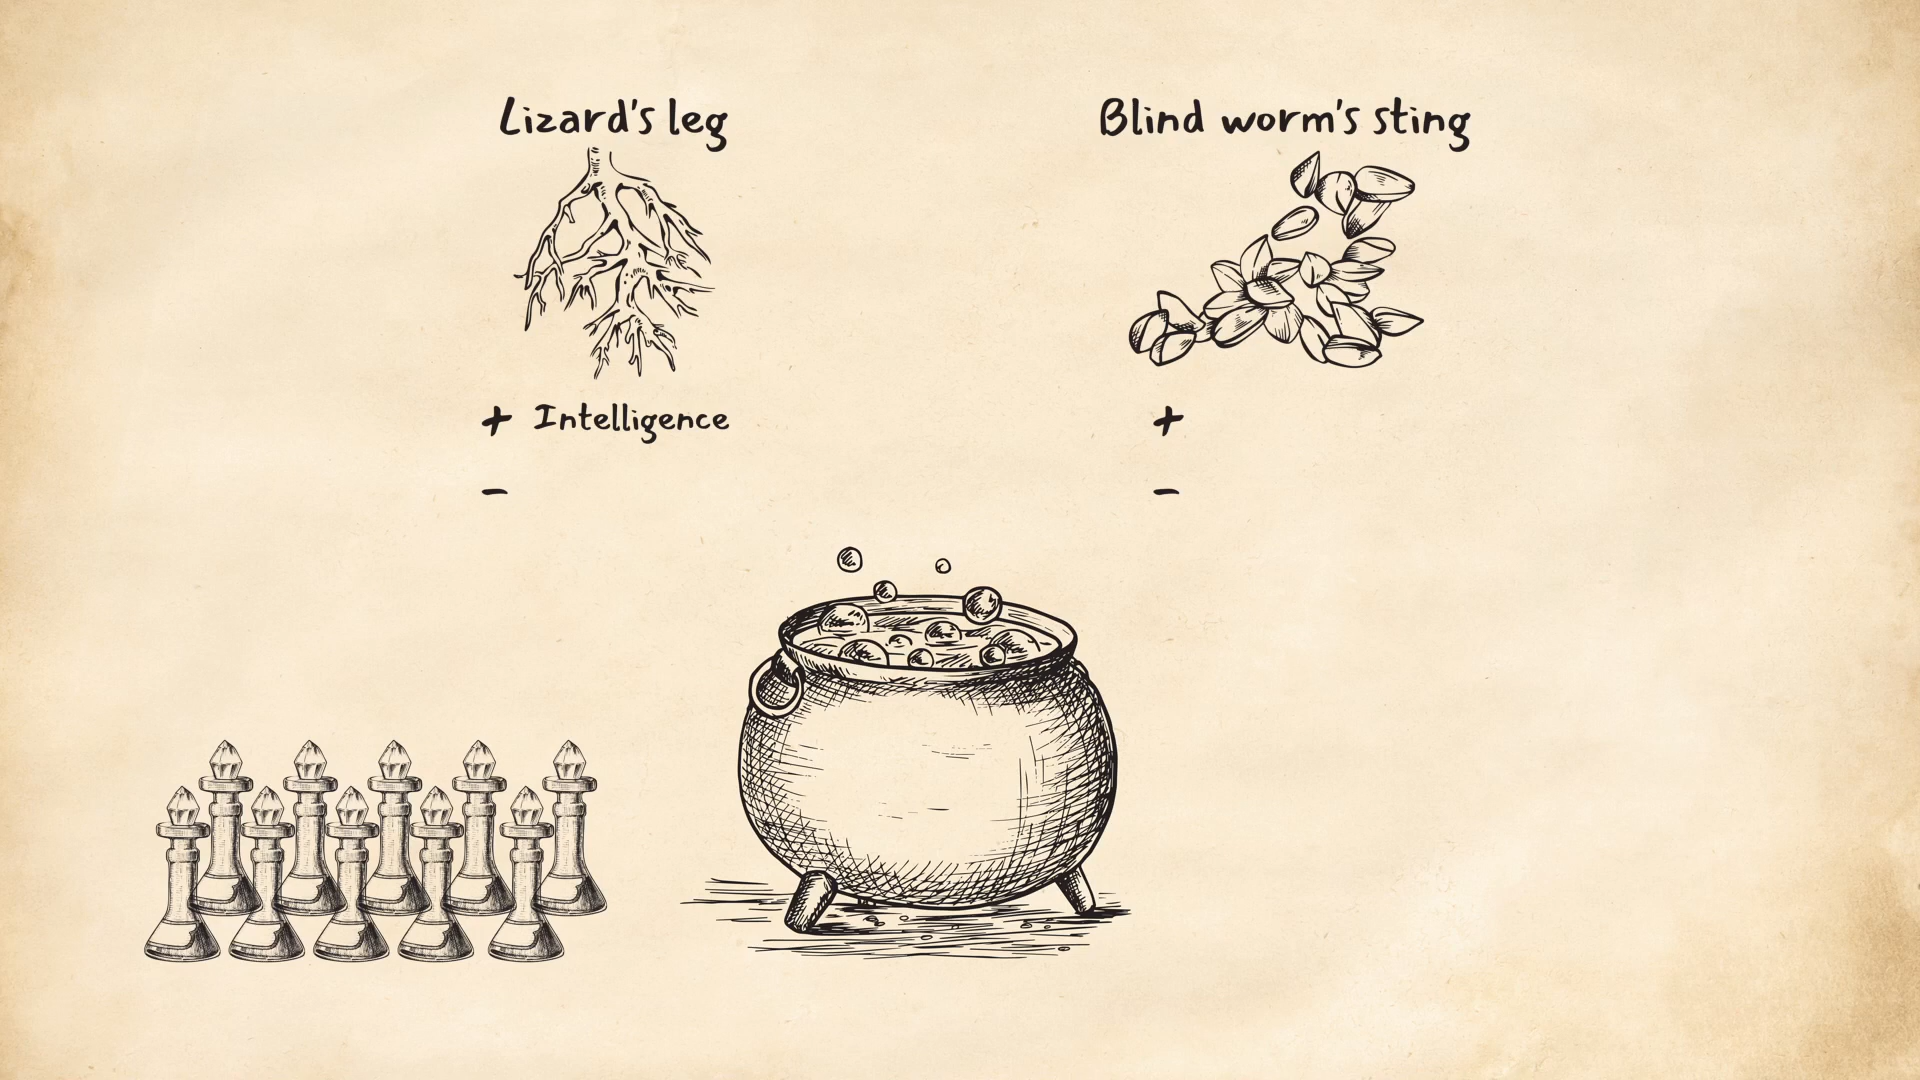 Lizard's leg
Blind worm's sting
+ Intelligence
-
+
-